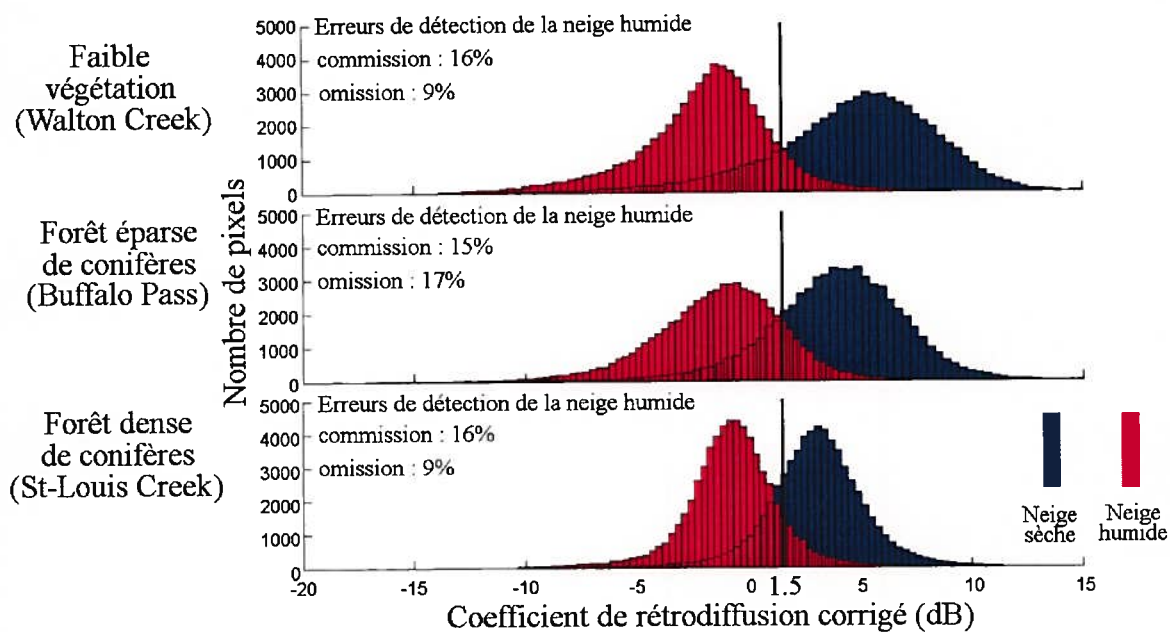 Faible
végétation
(Walton Creek)
Forêt éparse
de conifères
(Buffalo Pass)
Forêt dense
de conifères
(St-Louis Creek)
Nombre de pixels
5000
4000
3000
2000
1000
0
Erreurs de détection de la neige humide
commission : 16%
omission : 9%
5000
4000
3000
2000
1000
0
Erreurs de détection de la neige humide
commission : 15%
omission : 17%
5000
4000
3000
2000
1000
0
Erreurs de détection de la neige humide
commission : 16%
omission : 9%
-20 -15 -10 -5 0 1.5 5 10 15
Coefficient de rétrodiffusion corrigé (dB)
Neige
sèche
Neige
humide